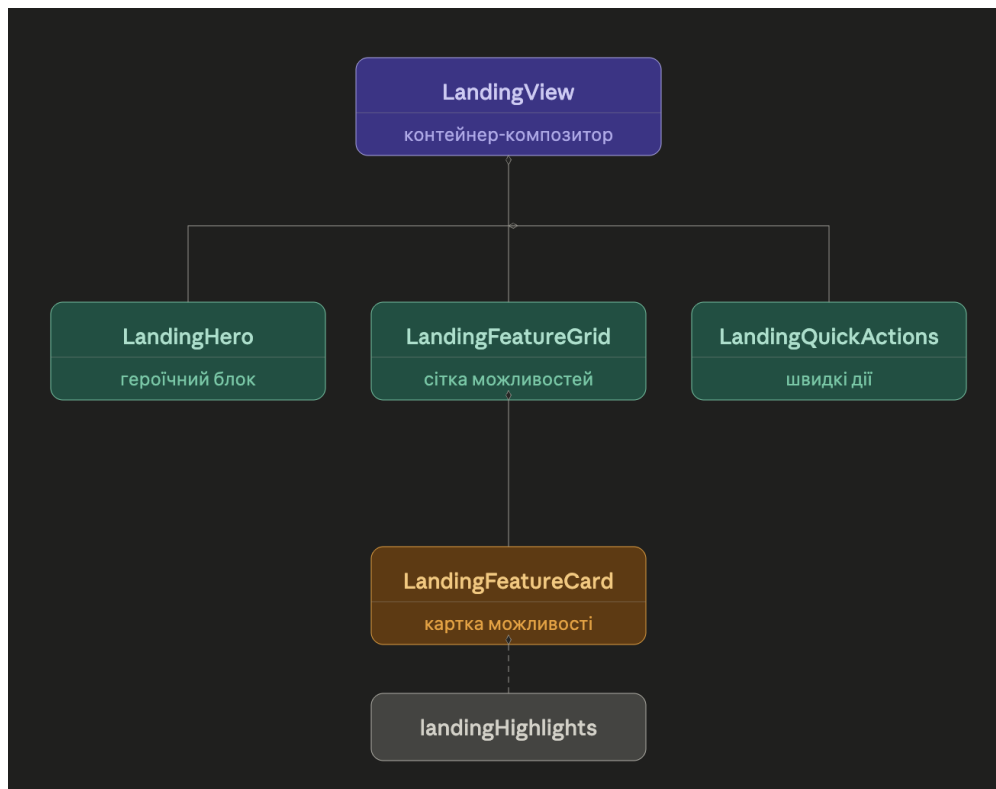 LandingView
контейнер-композитор
LandingHero
героїчний блок
LandingFeatureGrid
сітка можливостей
LandingQuickActions
швидкі дії
LandingFeatureCard
картка можливості
landingHighlights